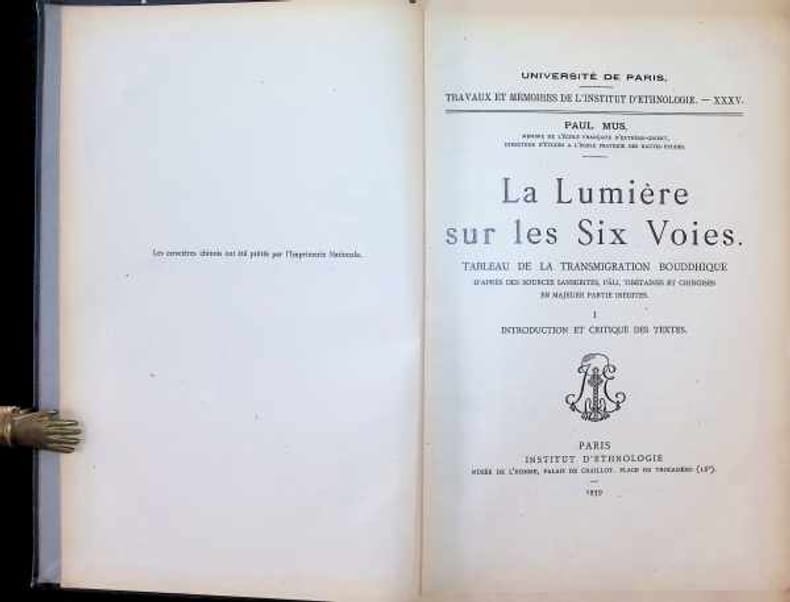 Les caractères chinois ont été prêtés par l'Imprimerie Nationale.
UNIVERSITÉ DE PARIS.
TRAVAUX ET MÉMOIRES DE L'INSTITUT D'ETHNOLOGIE. — XXXV.
PAUL MUS,
MEMBRE DE L'ÉCOLE FRANÇAISE D'EXTRÊME-ORIENT,
DIRECTEUR D'ÉTUDES A L'ÉCOLE PRATIQUE DES HAUTES-ÉTUDES.
La Lumière
sur les Six Voies.
TABLEAU DE LA TRANSMIGRATION BOUDDHIQUE
D'APRÈS DES SOURCES SANSKRITES, PĀLI, TIBÉTAINES ET CHINOISES
EN MAJEURE PARTIE INÉDITES.
I
INTRODUCTION ET CRITIQUE DES TEXTES.
PARIS
INSTITUT D'ETHNOLOGIE
MUSÉE DE L'HOMME, PALAIS DE CHAILLOT, PLACE DU TROCADÉRO (16e).
1939